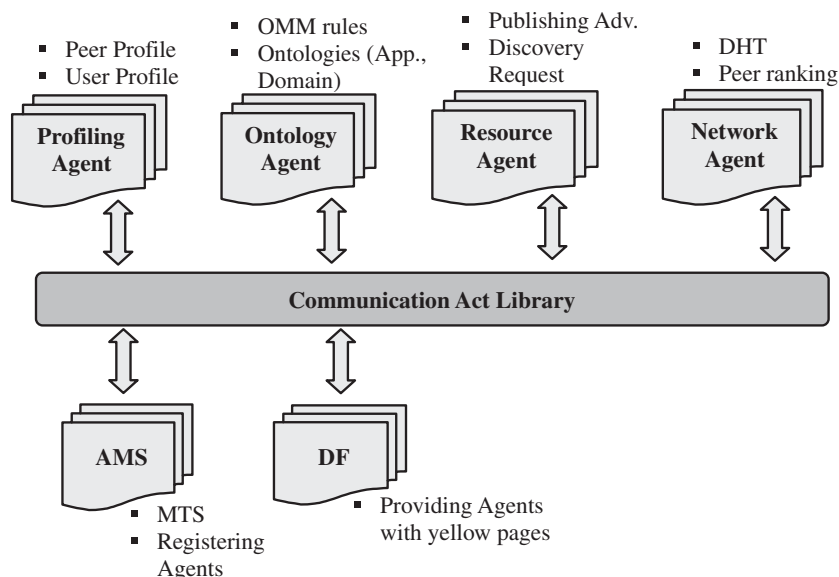 ▪ Peer Profile
▪ User Profile
Profiling
Agent
▪ OMM rules
▪ Ontologies (App.,
Domain)
Ontology
Agent
▪ Publishing Adv.
▪ Discovery
Request
Resource
Agent
▪ DHT
▪ Peer ranking
Network
Agent
Communication Act Library
AMS
▪ MTS
▪ Registering
Agents
DF
▪ Providing Agents
with yellow pages